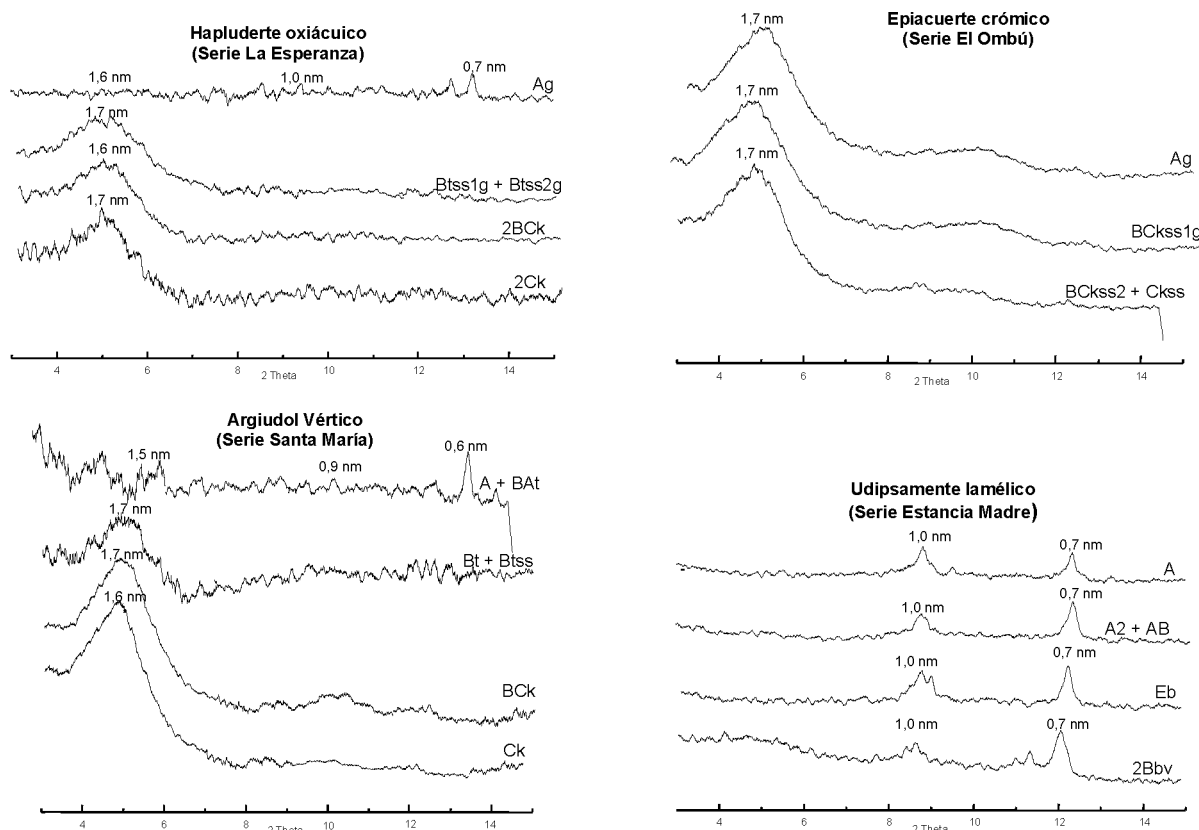 Hapluderte oxiácuico
(Serie La Esperanza)
1,6 nm
1,0 nm
0,7 nm
Ag
1,7 nm
Btss1g + Btss2g
1,6 nm
2BCk
1,7 nm
2Ck
4 6 8 10 12 14
2 Theta
Epiacuerte crómico
(Serie El Ombú)
1,7 nm
Ag
1,7 nm
BCkss1g
1,7 nm
BCkss2 + Ckss
4 6 8 10 12 14
2 Theta
Argiudol Vértico
(Serie Santa María)
1,5 nm
0,9 nm
0,6 nm
A + BAt
1,7 nm
Bt + Btss
1,7 nm
BCk
1,6 nm
Ck
4 6 8 10 12 14
2 Theta
Udipsamente lamélico
(Serie Estancia Madre)
1,0 nm
0,7 nm
A
1,0 nm
0,7 nm
A2 + AB
1,0 nm
0,7 nm
Eb
1,0 nm
0,7 nm
2Bbv
4 6 8 10 12 14
2 Theta